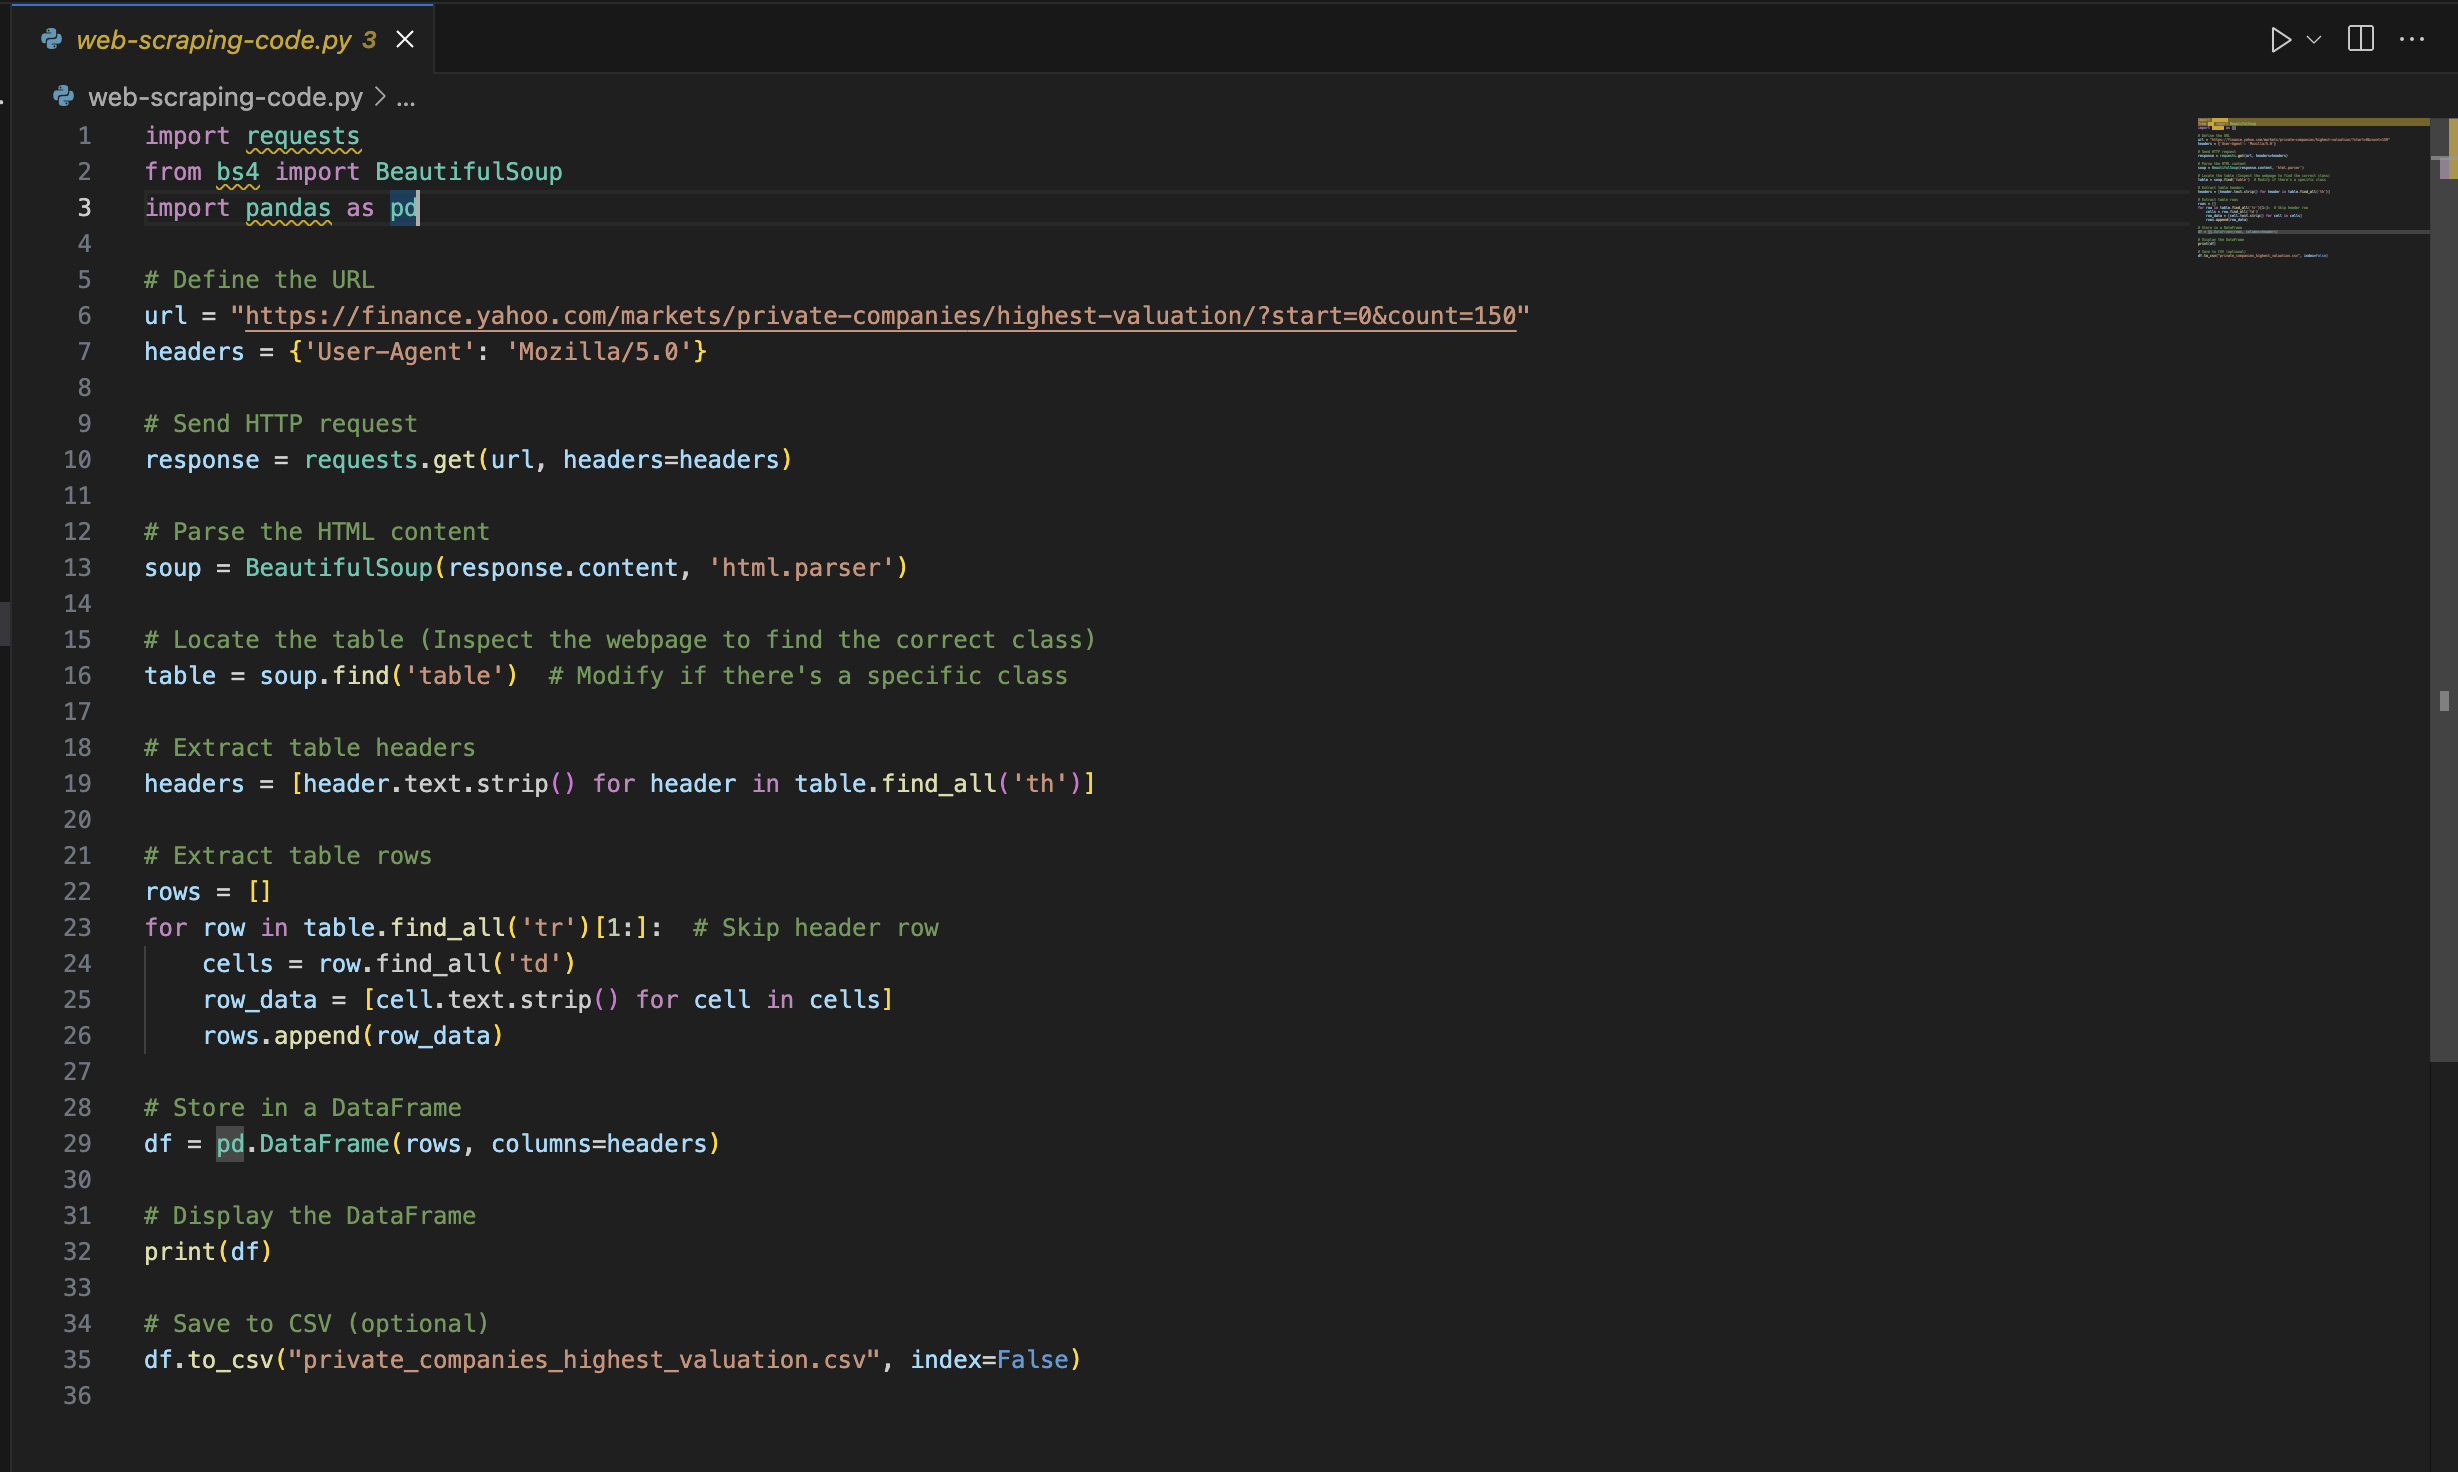 web-scraping-code.py 3
web-scraping-code.py > ...
1 import requests
2 from bs4 import BeautifulSoup
3 import pandas as pd
4
5 # Define the URL
6 url = "https://finance.yahoo.com/markets/private-companies/highest-valuation/?start=0&count=150"
7 headers = {'User-Agent': 'Mozilla/5.0'}
8
9 # Send HTTP request
10 response = requests.get(url, headers=headers)
11
12 # Parse the HTML content
13 soup = BeautifulSoup(response.content, 'html.parser')
14
15 # Locate the table (Inspect the webpage to find the correct class)
16 table = soup.find('table')  # Modify if there's a specific class
17
18 # Extract table headers
19 headers = [header.text.strip() for header in table.find_all('th')]
20
21 # Extract table rows
22 rows = []
23 for row in table.find_all('tr')[1:]:  # Skip header row
24     cells = row.find_all('td')
25     row_data = [cell.text.strip() for cell in cells]
26     rows.append(row_data)
27
28 # Store in a DataFrame
29 df = pd.DataFrame(rows, columns=headers)
30
31 # Display the DataFrame
32 print(df)
33
34 # Save to CSV (optional)
35 df.to_csv("private_companies_highest_valuation.csv", index=False)
36